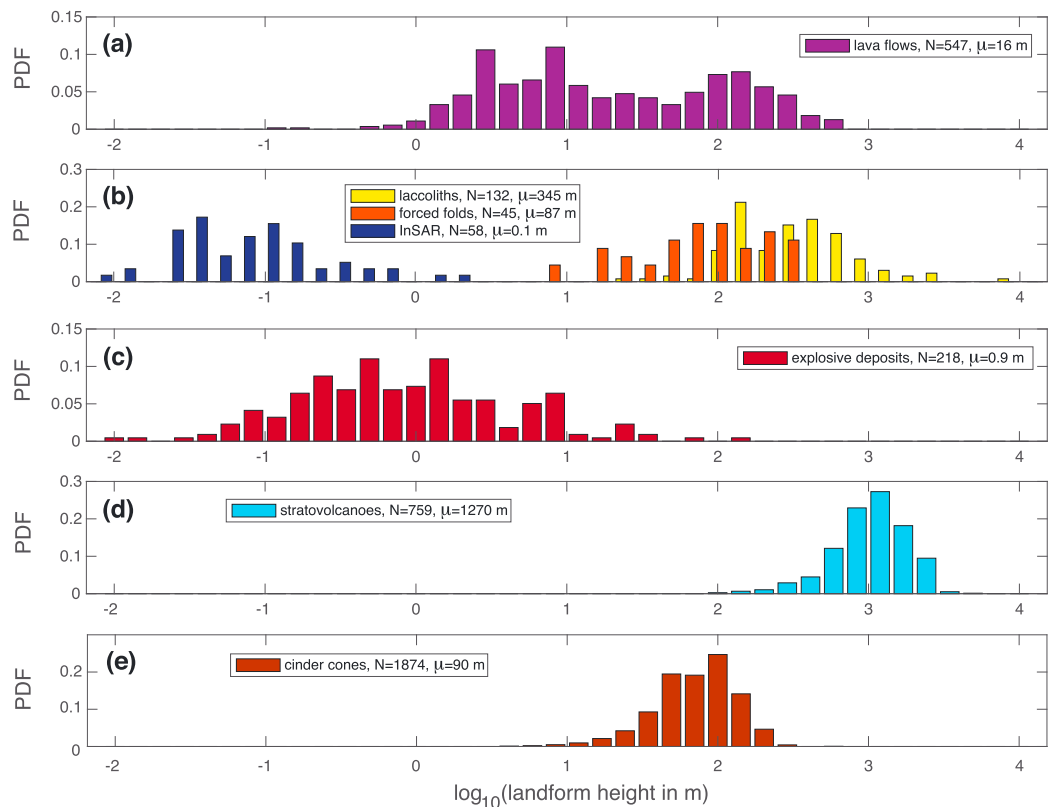 (a)
PDF
0.15
0.1
0.05
0
lava flows, N=547, μ=16 m
-2 -1 0 1 2 3 4
(b)
PDF
0.3
0.2
0.1
0
laccoliths, N=132, μ=345 m
forced folds, N=45, μ=87 m
InSAR, N=58, μ=0.1 m
-2 -1 0 1 2 3 4
(c)
PDF
0.15
0.1
0.05
0
explosive deposits, N=218, μ=0.9 m
-2 -1 0 1 2 3 4
(d)
PDF
0.3
0.2
0.1
0
stratovolcanoes, N=759, μ=1270 m
-2 -1 0 1 2 3 4
(e)
PDF
0.2
0.1
0
cinder cones, N=1874, μ=90 m
-2 -1 0 1 2 3 4
log10(landform height in m)